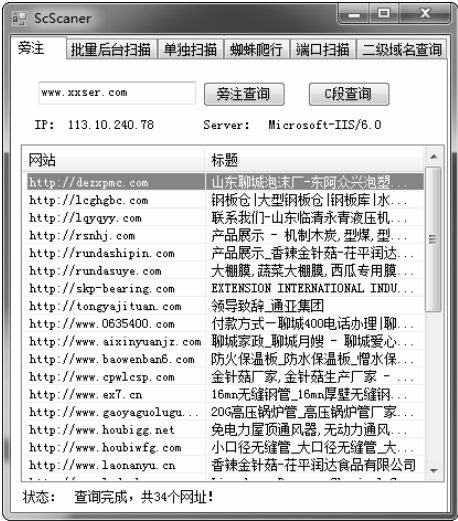 ScScaner
旁注 批量后台扫描 单独扫描 蜘蛛爬行 端口扫描 二级域名查询
www.xxser.com 旁注查询 C段查询
IP: 113.10.240.78 Server: Microsoft-IIS/6.0
网站 标题
http://dezxpmc.com 山东聊城泡沫厂-东阿众兴泡塑...
http://lcghgbc.com 钢板仓|大型钢板仓|钢板库|水...
http://lqyqyy.com 联系我们-山东临清永青液压机...
http://rsnhj.com 产品展示 - 机制木炭,型煤,型...
http://rundashipin.com 产品展示_香辣金针菇-茌平润达...
http://rundasuye.com 大棚膜,蔬菜大棚膜,西瓜专用膜...
http://skp-bearing.com EXTENSION INTERNATIONAL INDU...
http://tongyajituan.com 领导致辞_通亚集团
http://www.0635400.com 付款方式－聊城400电话办理|聊...
http://www.aixinyuanjz.com 聊城家政_聊城月嫂 - 聊城爱心...
http://www.baowenban6.com 防火保温板_防水保温板_憎水保...
http://www.cpwlcsp.com 金针菇厂家,金针菇生产厂家 - ...
http://www.ex7.cn 16mn无缝钢管_16mn厚壁无缝钢...
http://www.gaoyaguolugu... 20G高压锅炉管_高压锅炉管厂家...
http://www.houbigg.net 免电力屋顶通风器,无动力通风...
http://www.houbiwfg.com 小口径无缝管_大口径无缝管_大...
http://www.laonanyu.cn 香辣金针菇-茌平润达食品有限公司
状态: 查询完成，共34个网址!